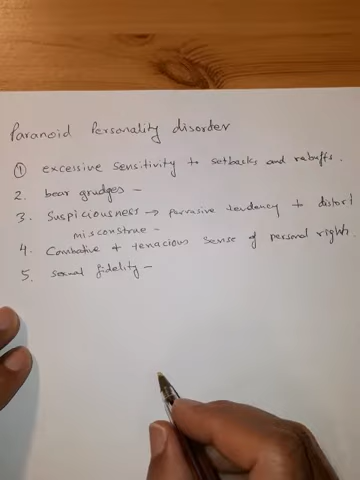 Paranoid Personality disorder
① excessive sensitivity to setbacks and rebuffs.
2. bear grudges -
3. Suspiciousness → pervasive tendency to distort
misconstrue -
4. Combative & tenacious sense of personal rights.
5. sexual fidelity -